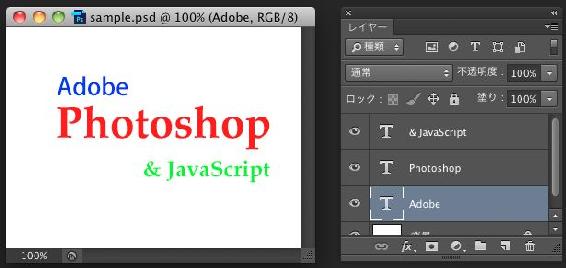 sample.psd @ 100% (Adobe, RGB/8)
Adobe
Photoshop
& JavaScript
100%
レイヤー
種類
通常
不透明度: 100%
ロック:
塗り: 100%
& JavaScript
Photoshop
Adobe